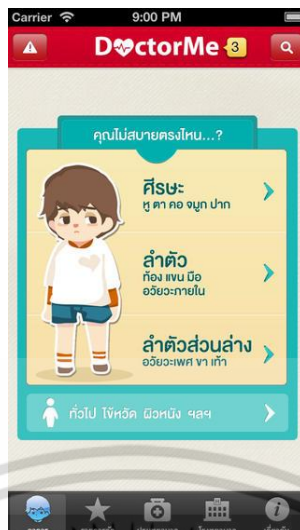 Carrier 9:00 PM
DoctorMe 3
คุณไม่สบายตรงไหน...?
ศีรษะ
หู ตา คอ จมูก ปาก
ลำตัว
ท้อง แขน มือ
อวัยวะภายใน
ลำตัวส่วนล่าง
อวัยวะเพศ ขา เท้า
ทั่วไป ไข้หวัด ผิวหนัง ฯลฯ